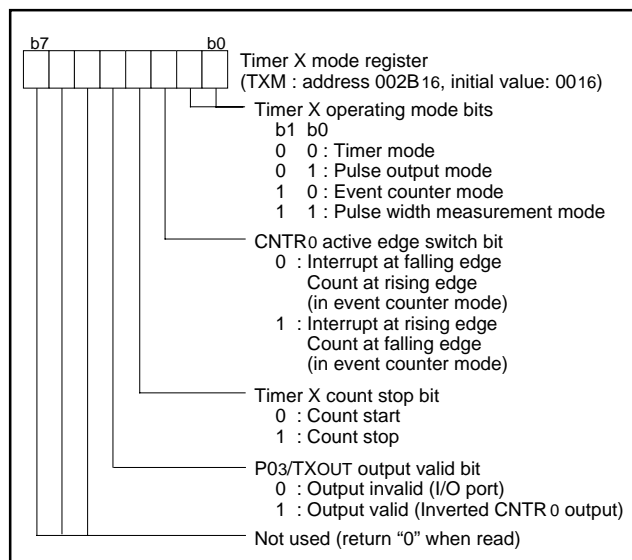 b7 b0
Timer X mode register
(TXM : address 002B16, initial value: 0016)
Timer X operating mode bits
b1 b0
0 0 : Timer mode
0 1 : Pulse output mode
1 0 : Event counter mode
1 1 : Pulse width measurement mode
CNTR0 active edge switch bit
0 : Interrupt at falling edge
Count at rising edge
(in event counter mode)
1 : Interrupt at rising edge
Count at falling edge
(in event counter mode)
Timer X count stop bit
0 : Count start
1 : Count stop
P03/TXOUT output valid bit
0 : Output invalid (I/O port)
1 : Output valid (Inverted CNTR0 output)
Not used (return “0” when read)